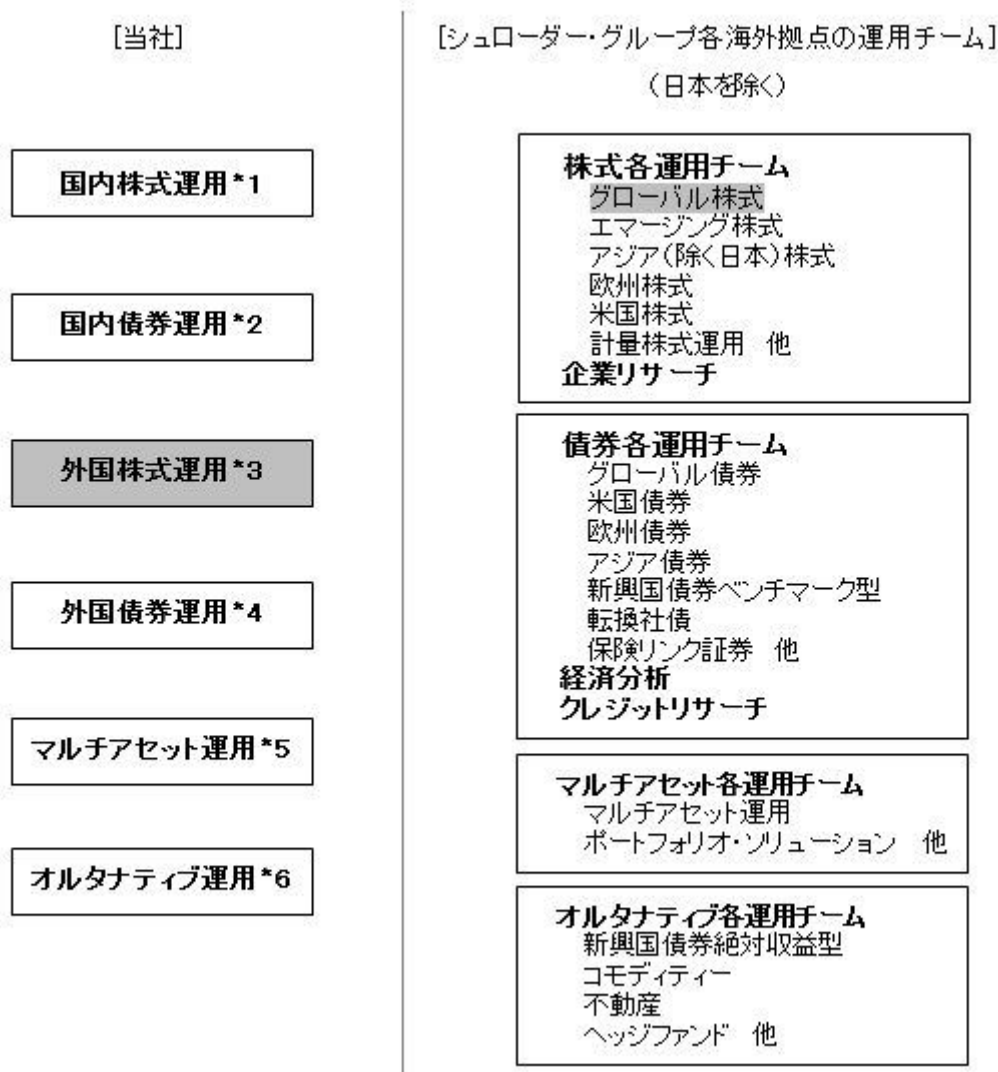 [当社]
国内株式運用*1
国内債券運用*2
外国株式運用*3
外国債券運用*4
マルチアセット運用*5
オルタナティブ運用*6
[シュローダー・グループ各海外拠点の運用チーム]
(日本を除く)
株式各運用チーム
グローバル株式
エマージング株式
アジア(除く日本)株式
欧州株式
米国株式
計量株式運用 他
企業リサーチ
債券各運用チーム
グローバル債券
米国債券
欧州債券
アジア債券
新興国債券ベンチマーク型
転換社債
保険リンク証券 他
経済分析
クレジットリサーチ
マルチアセット各運用チーム
マルチアセット運用
ポートフォリオ・ソリューション 他
オルタナティブ各運用チーム
新興国債券絶対収益型
コモディティー
不動産
ヘッジファンド 他